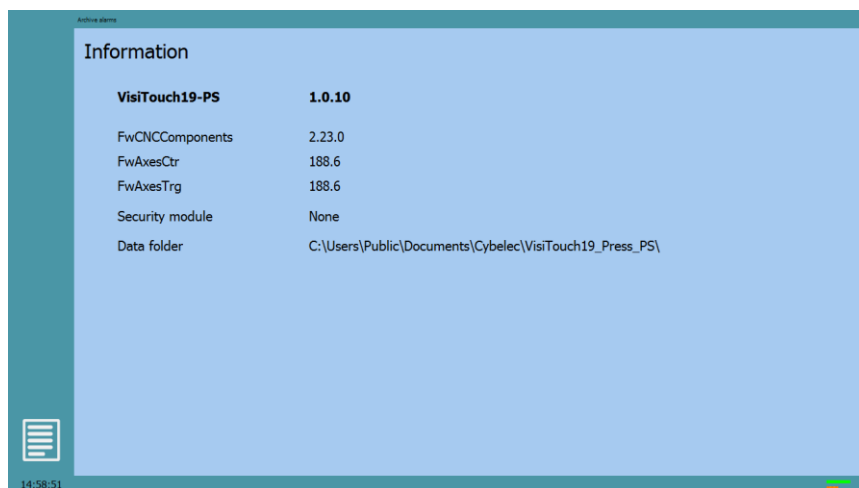 Archive alarms
Information
VisiTouch19-PS 1.0.10
FwCNCComponents 2.23.0
FwAxesCtr 188.6
FwAxesTrg 188.6
Security module None
Data folder C:\Users\Public\Documents\Cybelec\VisiTouch19_Press_PS\
14:58:51